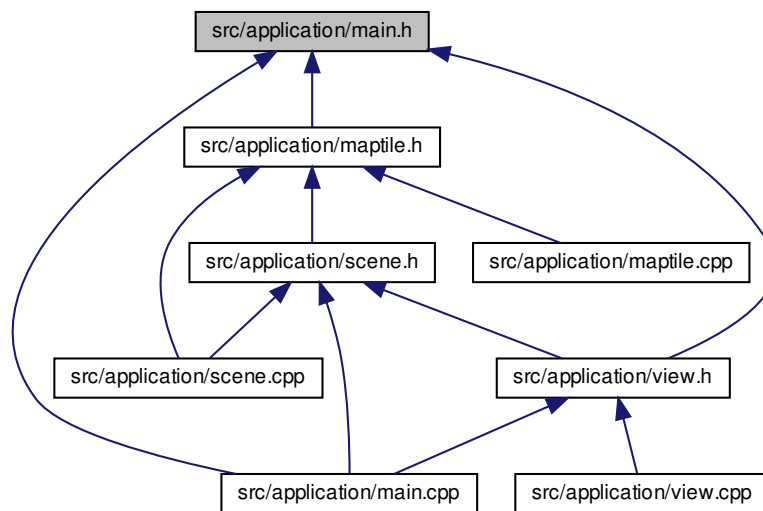 src/application/main.h
src/application/maptile.h
src/application/scene.h
src/application/maptile.cpp
src/application/scene.cpp
src/application/view.h
src/application/main.cpp
src/application/view.cpp